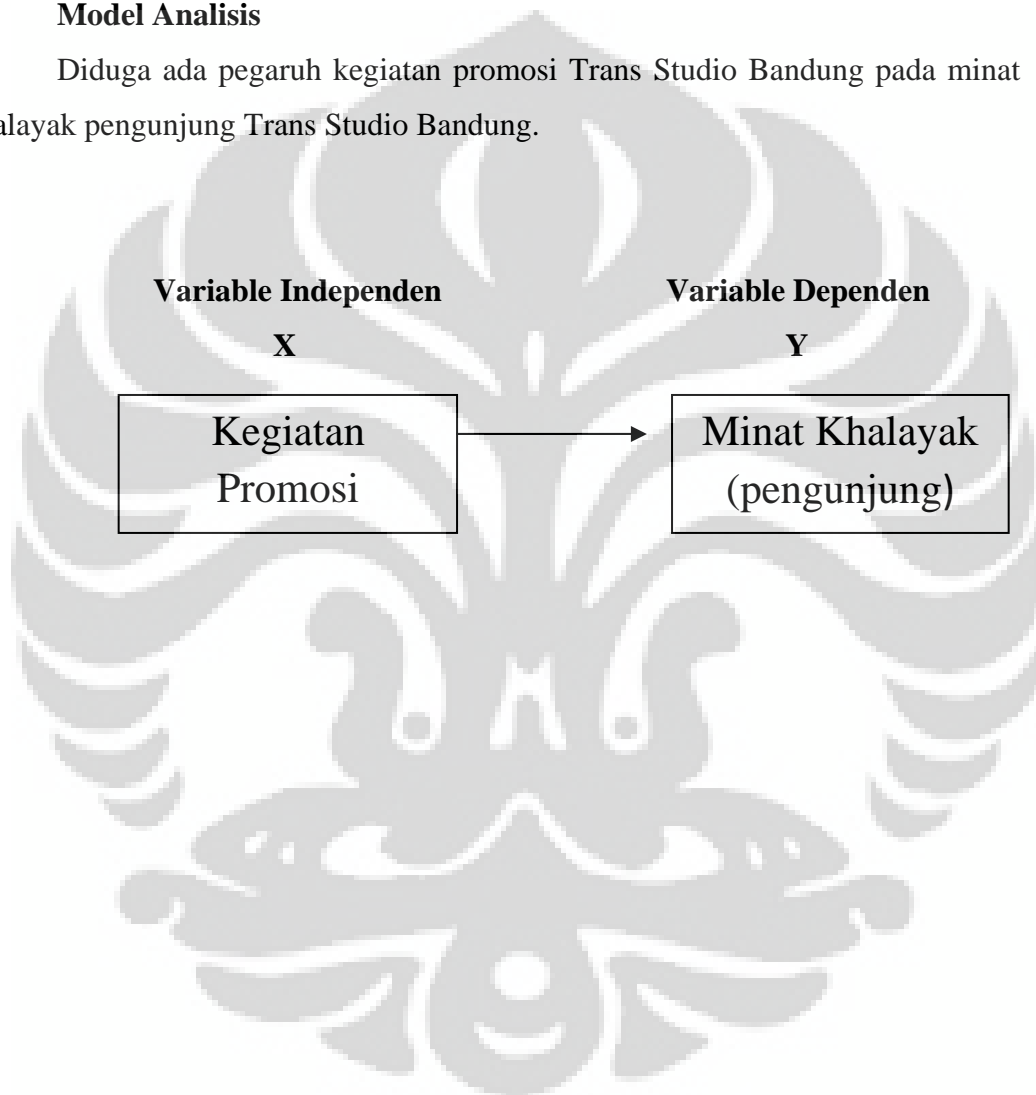 Model Analisis
Diduga ada pegaruh kegiatan promosi Trans Studio Bandung pada minat
alayak pengunjung Trans Studio Bandung.
Variable Independen
Variable Dependen
X
Y
Kegiatan
Promosi
Minat Khalayak
(pengunjung)